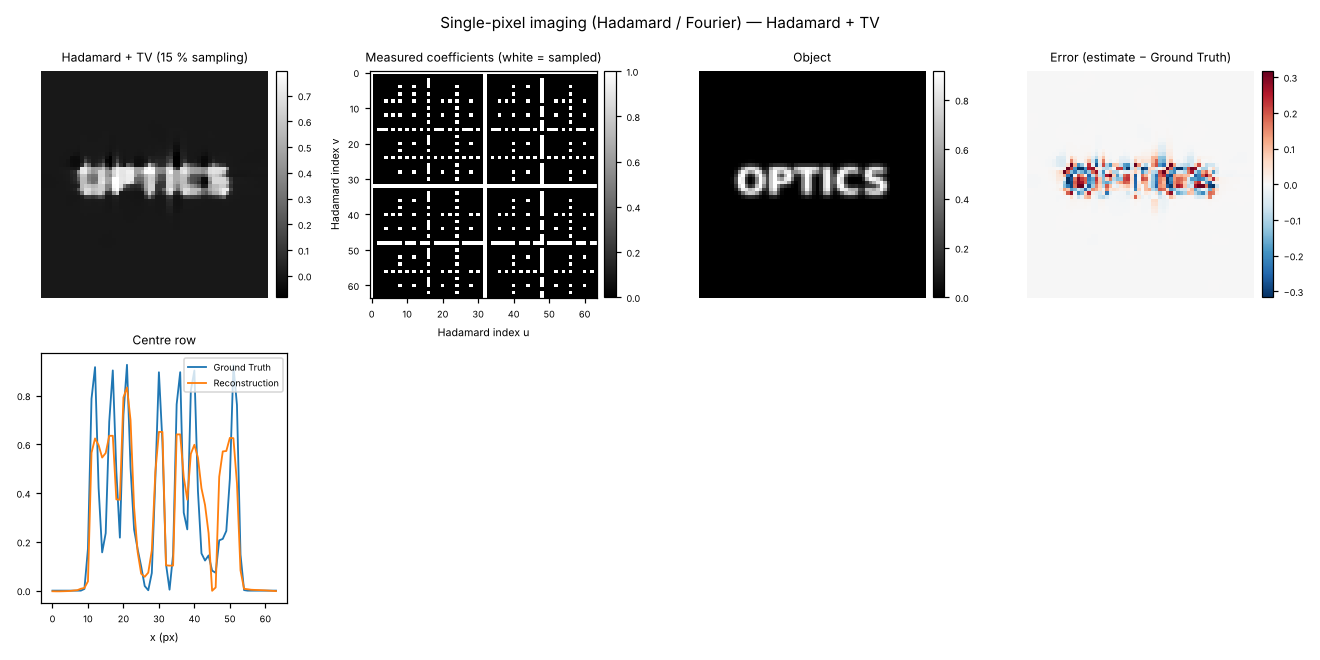 Single-pixel imaging (Hadamard / Fourier) — Hadamard + TV
Hadamard + TV (15 % sampling)
0.7
0.6
0.5
0.4
0.3
0.2
0.1
0.0
OPTICS
Measured coefficients (white = sampled)
Hadamard index v
0
10
20
30
40
50
60
0 10 20 30 40 50 60
Hadamard index u
1.0
0.8
0.6
0.4
0.2
0.0
Object
OPTICS
0.8
0.6
0.4
0.2
0.0
Error (estimate − Ground Truth)
OPTICS
0.3
0.2
0.1
0.0
−0.1
−0.2
−0.3
Centre row
Ground Truth
Reconstruction
0.8
0.6
0.4
0.2
0.0
0 10 20 30 40 50 60
x (px)